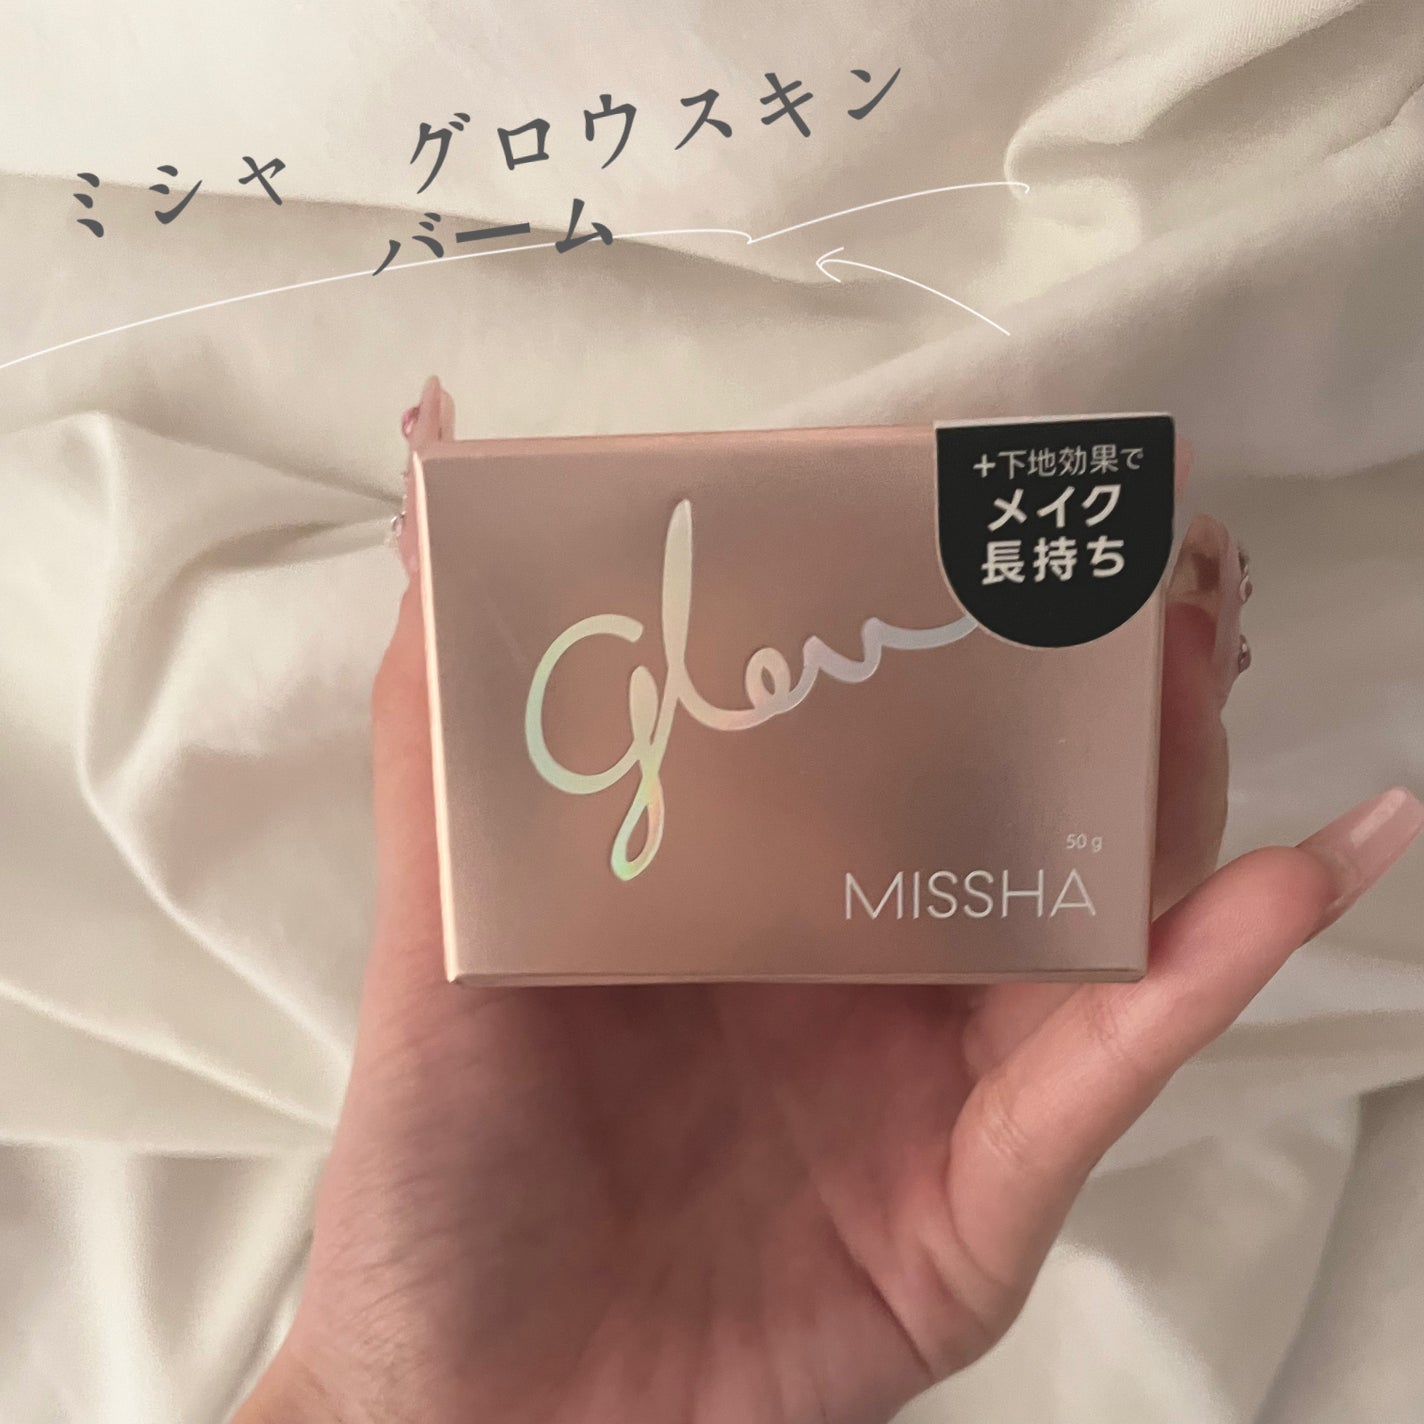 ミシャ グロウスキン
バーム
+下地効果で
メイク
長持ち
glow
50 g
MISSHA